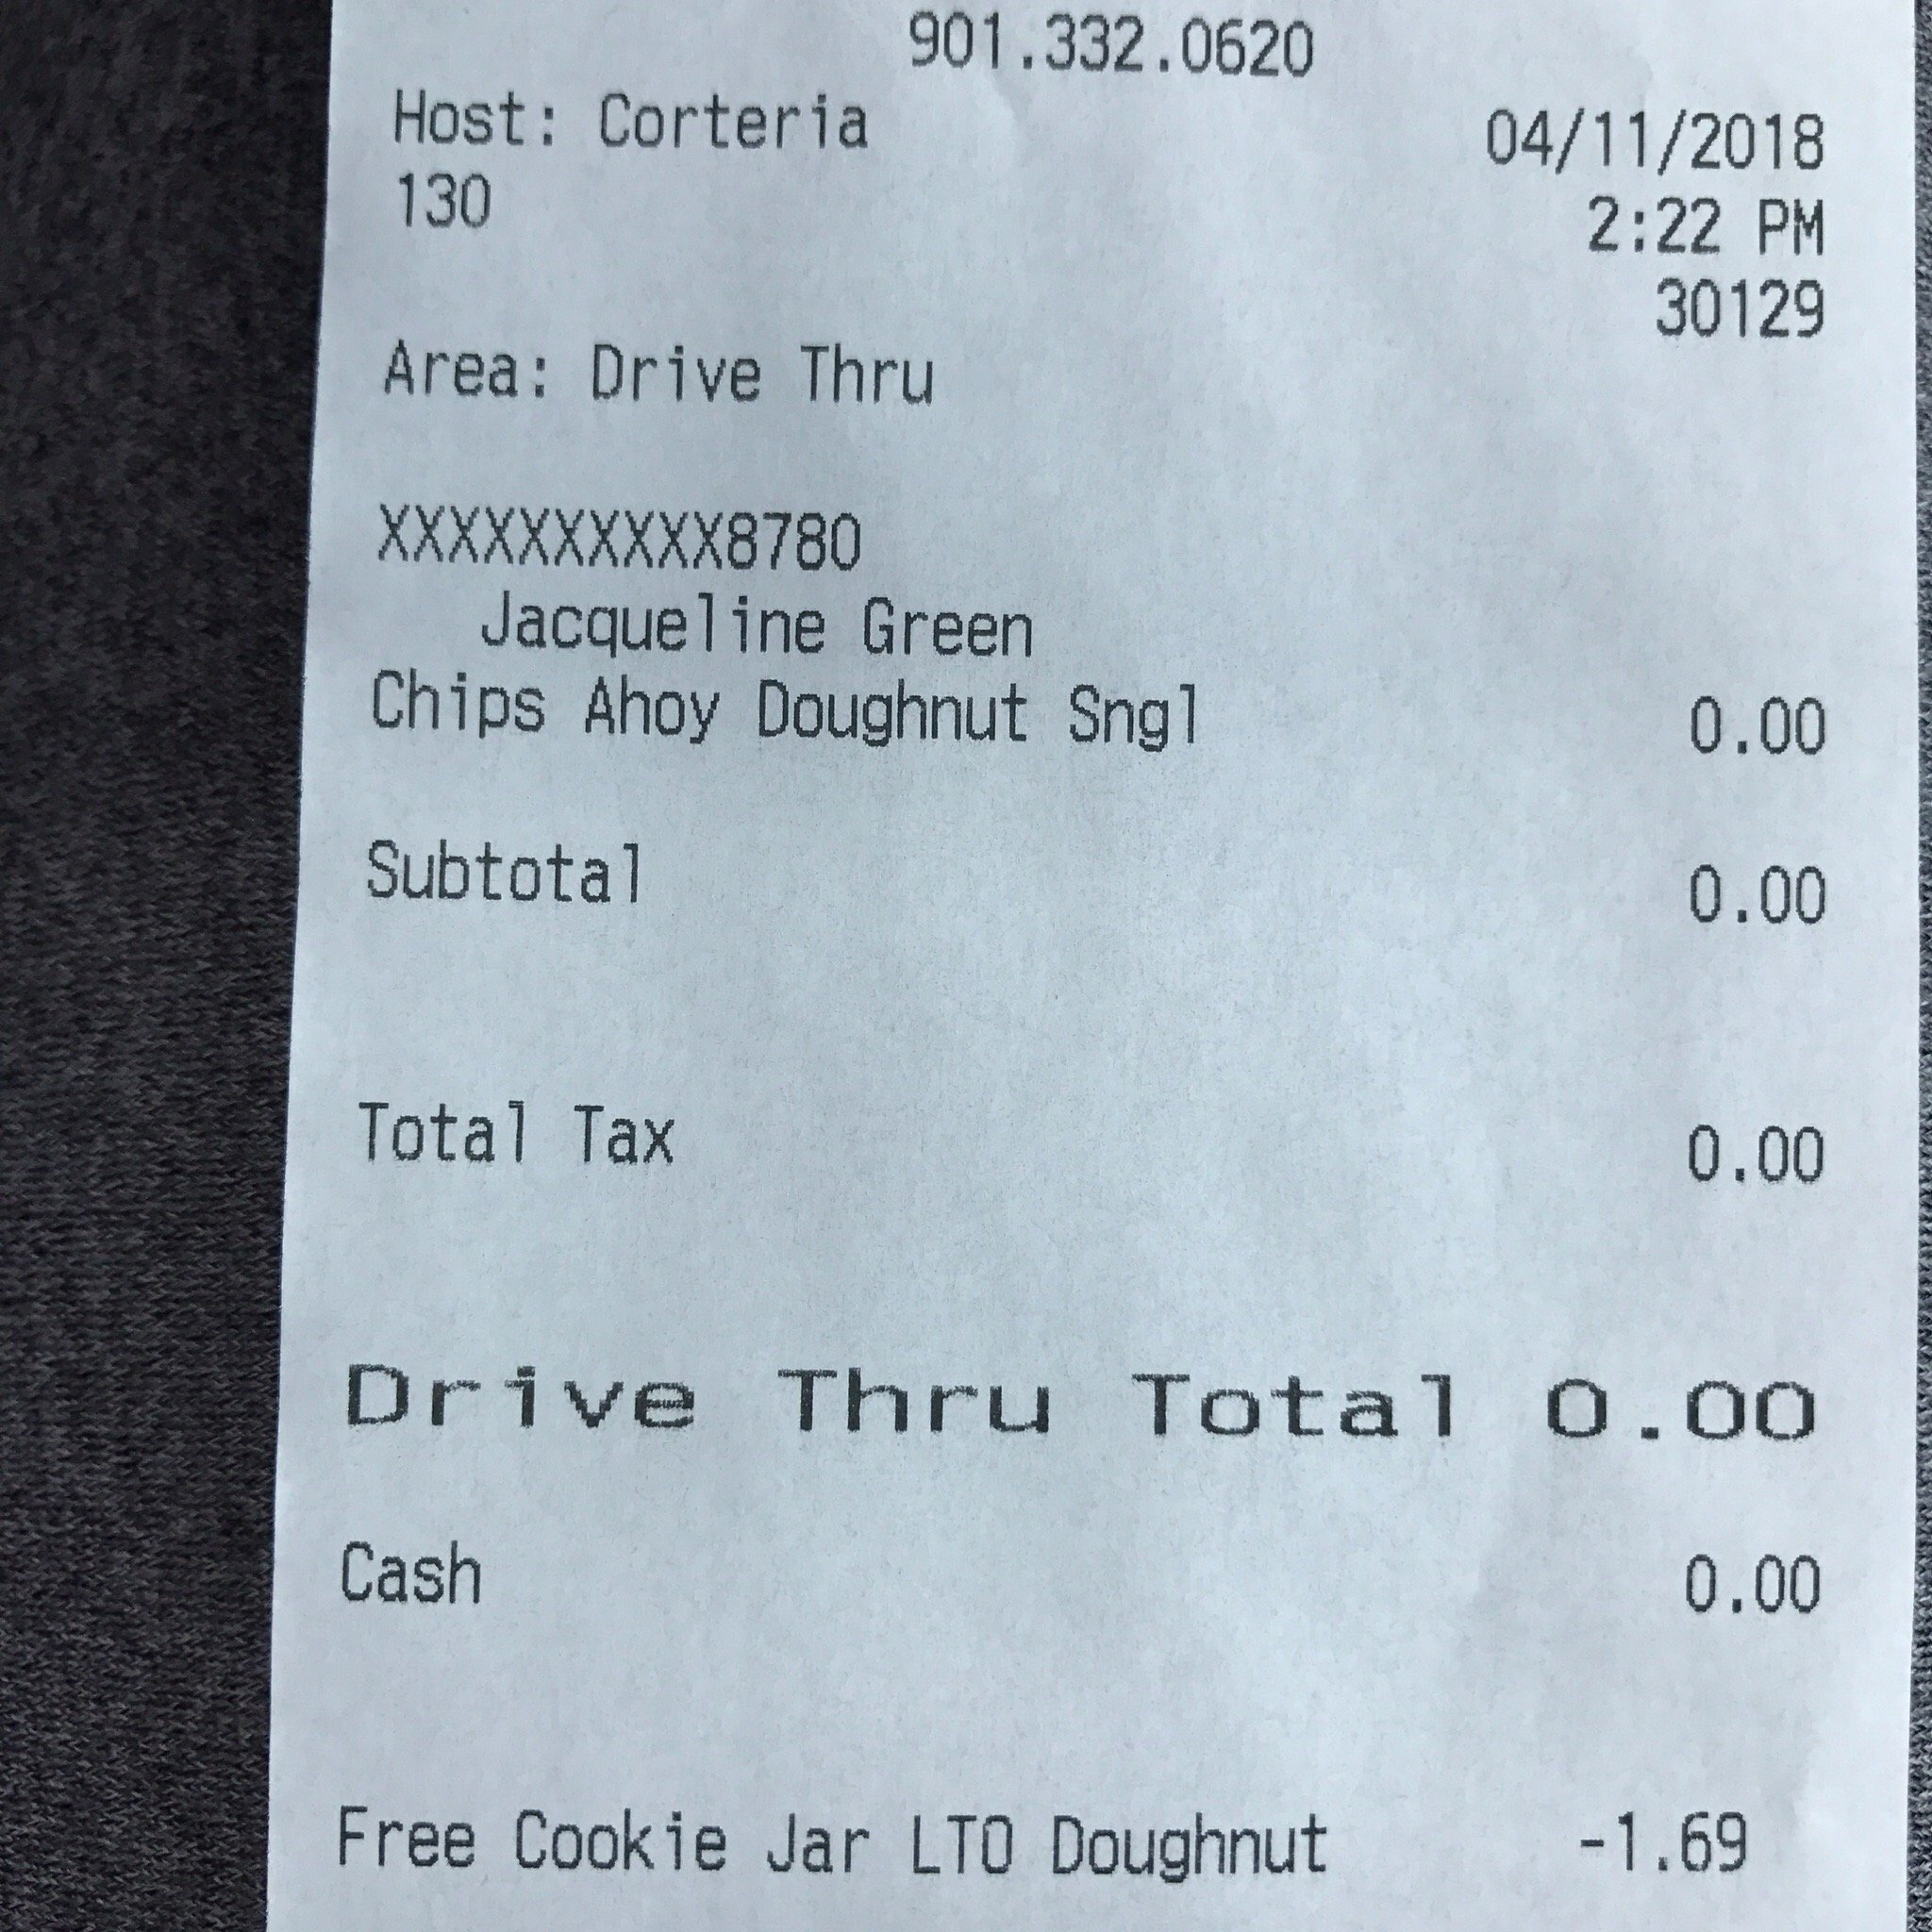 901.332.0620
Host: Corteria 04/11/2018
130 2:22 PM
30129
Area: Drive Thru
XXXXXXXXXX8780
Jacqueline Green
Chips Ahoy Doughnut Sngl 0.00
Subtotal 0.00
Total Tax 0.00
Drive Thru Total 0.00
Cash 0.00
Free Cookie Jar LTO Doughnut -1.69